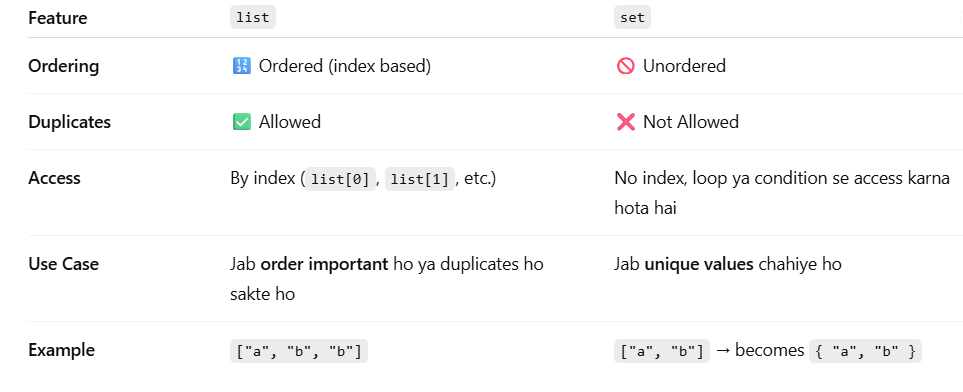 Feature list set
Ordering 🔢 Ordered (index based) 🚫 Unordered
Duplicates ✅ Allowed ❌ Not Allowed
Access By index ( list[0] , list[1] , etc.) No index, loop ya condition se access karna
hota hai
Use Case Jab order important ho ya duplicates ho Jab unique values chahiye ho
sakte ho
Example ["a", "b", "b"] ["a", "b"] → becomes { "a", "b" }